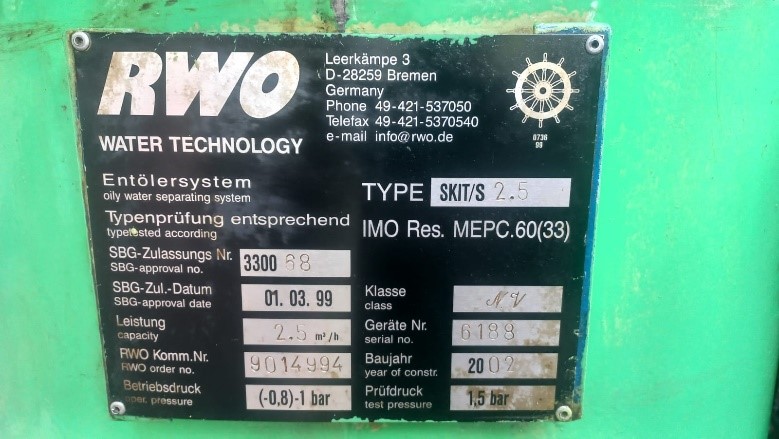 RWO
WATER TECHNOLOGY
Leerkämpe 3
D-28259 Bremen
Germany
Phone 49-421-537050
Telefax 49-421-5370540
e-mail info@rwo.de
0736
99
Entölersystem
oily water separating system
TYPE SKIT/S 2.5
Typenprüfung entsprechend
typetested according
IMO Res. MEPC.60(33)
SBG-Zulassungs Nr. 3300 68
SBG-approval no.
SBG-Zul.-Datum 01. 03. 99
SBG-approval date
Klasse NV
class
Leistung 2.5 m³/h
capacity
Geräte Nr. 6188
serial no.
RWO Komm.Nr. 9014994
RWO order no.
Baujahr 2002
year of constr.
Betriebsdruck (-0,8)-1 bar
oper. pressure
Prüfdruck 1,5 bar
test pressure